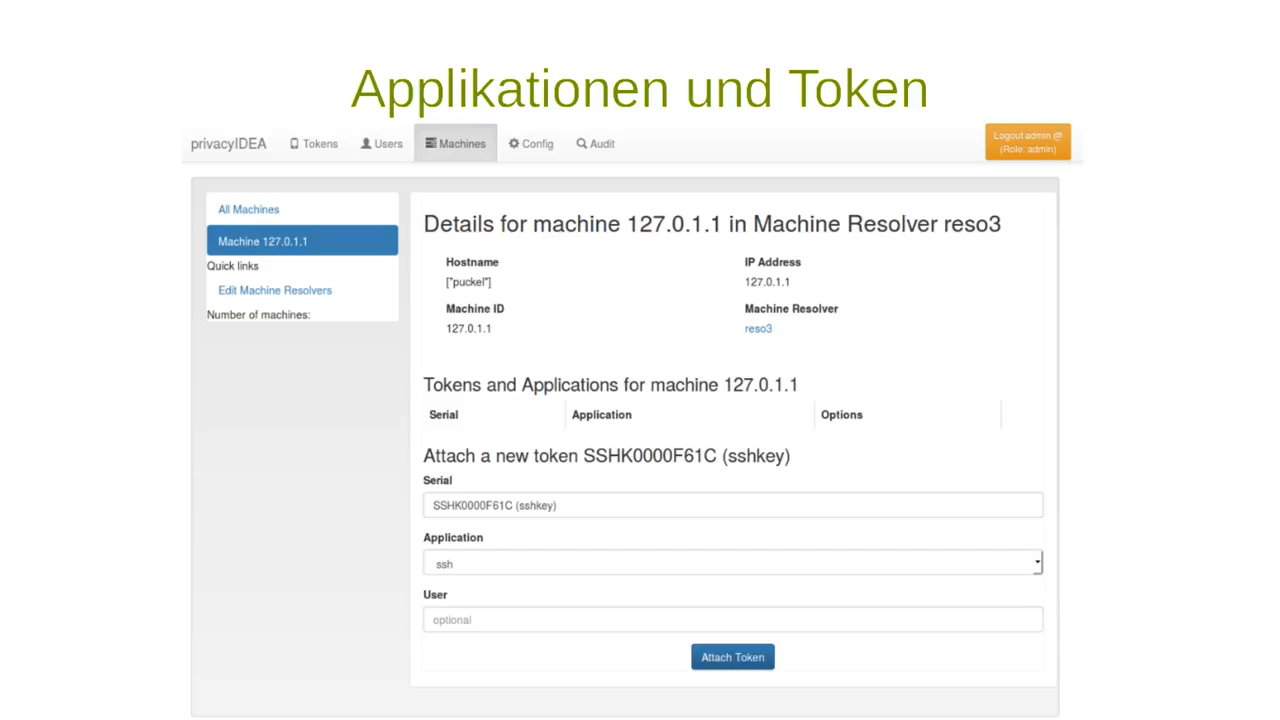 Applikationen und Token
privacyIDEA Tokens Users Machines Config Audit Logout admin @ (Role: admin)
All Machines
Machine 127.0.1.1
Quick links
Edit Machine Resolvers
Number of machines:
Details for machine 127.0.1.1 in Machine Resolver reso3
Hostname IP Address
["puckel"] 127.0.1.1
Machine ID Machine Resolver
127.0.1.1 reso3
Tokens and Applications for machine 127.0.1.1
Serial Application Options
Attach a new token SSHK0000F61C (sshkey)
Serial
SSHK0000F61C (sshkey)
Application
ssh
User
optional
Attach Token